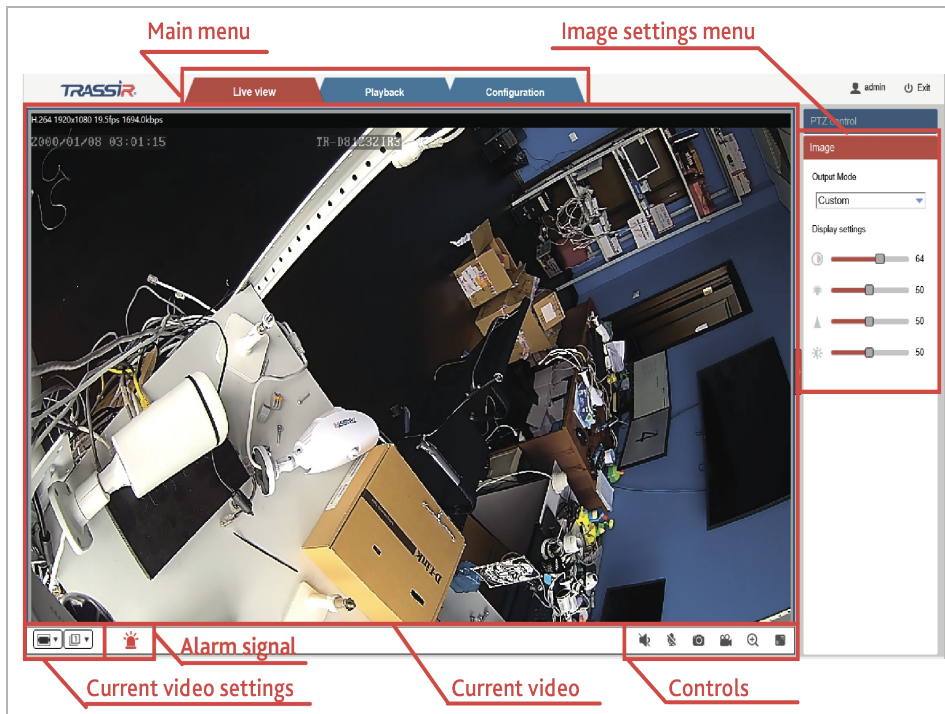 Main menu
Image settings menu
TRASSIR
Live view
Playback
Configuration
admin
Exit
H.264 1920x1080 19.5fps 1694.0kbps
PTZ control
2000/01/08 03:01:15
Image
Output Mode
Custom
Display settings
64
50
50
50
4
D-Link
1
Alarm signal
Current video settings
Current video
Controls